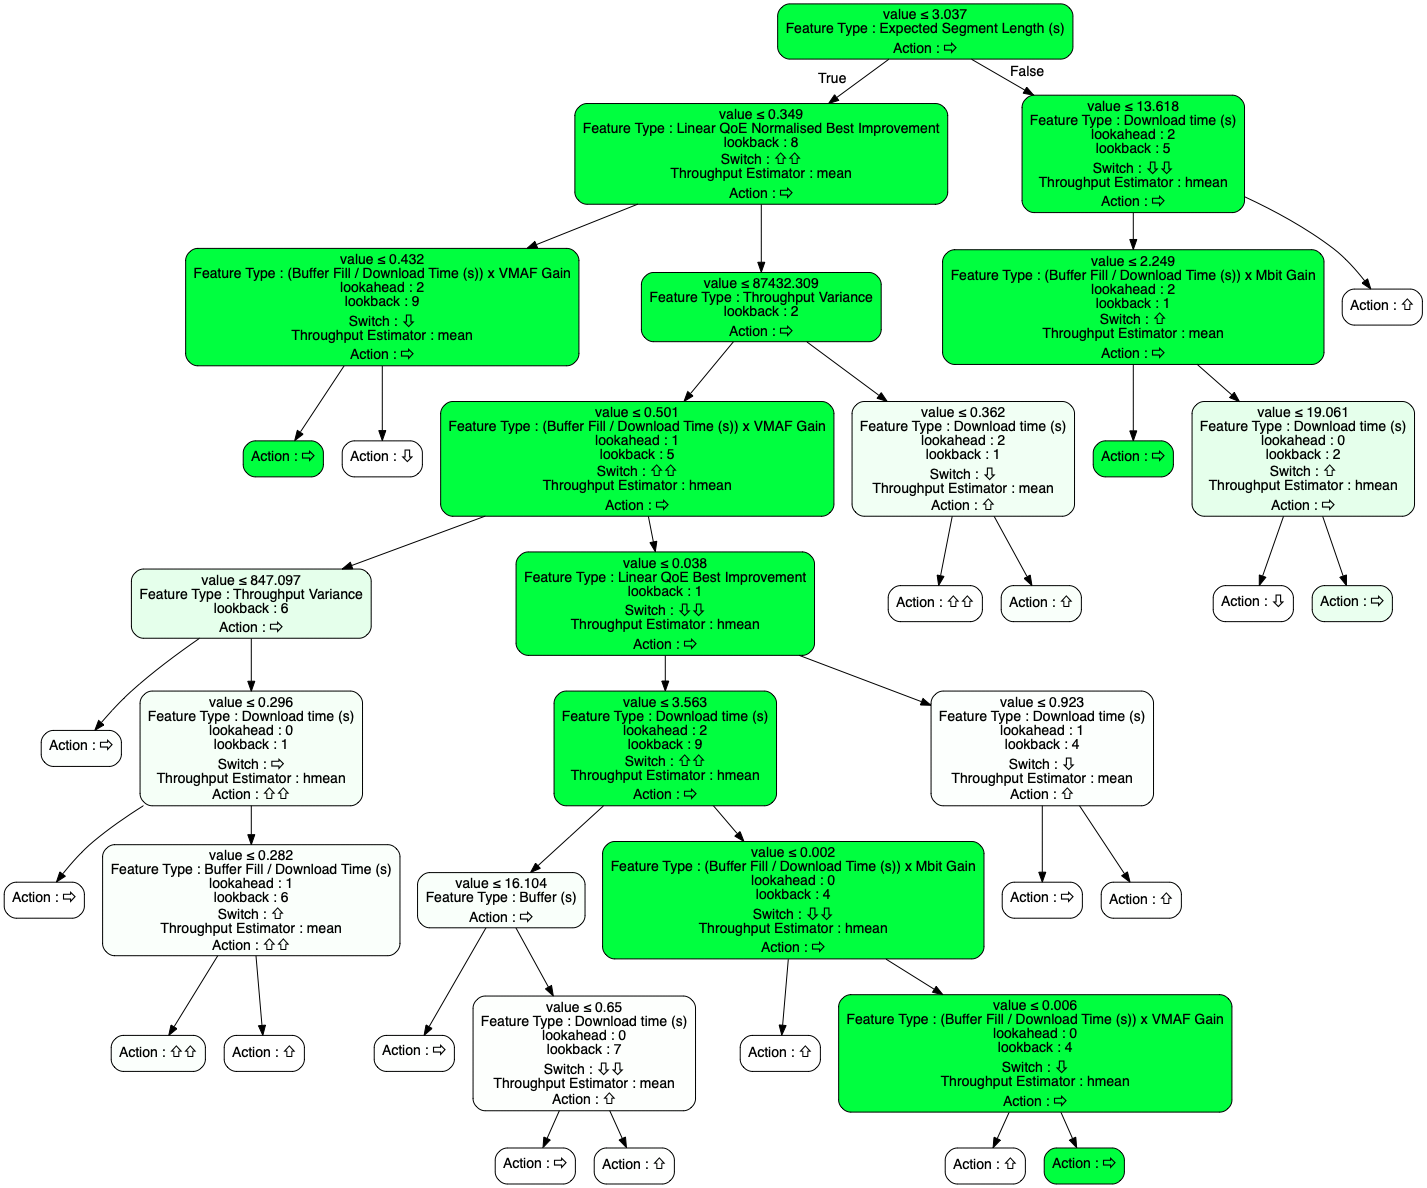 value ≤ 3.037
Feature Type : Expected Segment Length (s)
Action : ⇨
True
False
value ≤ 0.349
Feature Type : Linear QoE Normalised Best Improvement
lookback : 8
Switch : ⇧⇧
Throughput Estimator : mean
Action : ⇨
value ≤ 13.618
Feature Type : Download time (s)
lookahead : 2
lookback : 5
Switch : ⇩⇩
Throughput Estimator : hmean
Action : ⇨
value ≤ 0.432
Feature Type : (Buffer Fill / Download Time (s)) x VMAF Gain
lookahead : 2
lookback : 9
Switch : ⇩
Throughput Estimator : mean
Action : ⇨
value ≤ 87432.309
Feature Type : Throughput Variance
lookback : 2
Action : ⇨
value ≤ 2.249
Feature Type : (Buffer Fill / Download Time (s)) x Mbit Gain
lookahead : 2
lookback : 1
Switch : ⇧
Throughput Estimator : mean
Action : ⇨
Action : ⇧
Action : ⇨
Action : ⇩
value ≤ 0.501
Feature Type : (Buffer Fill / Download Time (s)) x VMAF Gain
lookahead : 1
lookback : 5
Switch : ⇧⇧
Throughput Estimator : hmean
Action : ⇨
value ≤ 0.362
Feature Type : Download time (s)
lookahead : 2
lookback : 1
Switch : ⇩
Throughput Estimator : mean
Action : ⇧
Action : ⇨
value ≤ 19.061
Feature Type : Download time (s)
lookahead : 0
lookback : 2
Switch : ⇧
Throughput Estimator : hmean
Action : ⇨
value ≤ 847.097
Feature Type : Throughput Variance
lookback : 6
Action : ⇨
value ≤ 0.038
Feature Type : Linear QoE Best Improvement
lookback : 1
Switch : ⇩⇩
Throughput Estimator : hmean
Action : ⇨
Action : ⇧⇧
Action : ⇧
Action : ⇩
Action : ⇨
Action : ⇨
value ≤ 0.296
Feature Type : Download time (s)
lookahead : 0
lookback : 1
Switch : ⇨
Throughput Estimator : hmean
Action : ⇧⇧
value ≤ 3.563
Feature Type : Download time (s)
lookahead : 2
lookback : 9
Switch : ⇧⇧
Throughput Estimator : hmean
Action : ⇨
value ≤ 0.923
Feature Type : Download time (s)
lookahead : 1
lookback : 4
Switch : ⇩
Throughput Estimator : mean
Action : ⇧
Action : ⇨
value ≤ 0.282
Feature Type : Buffer Fill / Download Time (s)
lookahead : 1
lookback : 6
Switch : ⇧
Throughput Estimator : mean
Action : ⇧⇧
value ≤ 16.104
Feature Type : Buffer (s)
Action : ⇨
value ≤ 0.002
Feature Type : (Buffer Fill / Download Time (s)) x Mbit Gain
lookahead : 0
lookback : 4
Switch : ⇩⇩
Throughput Estimator : hmean
Action : ⇨
Action : ⇨
Action : ⇧
Action : ⇧⇧
Action : ⇧
Action : ⇨
value ≤ 0.65
Feature Type : Download time (s)
lookahead : 0
lookback : 7
Switch : ⇩⇩
Throughput Estimator : mean
Action : ⇧
Action : ⇧
value ≤ 0.006
Feature Type : (Buffer Fill / Download Time (s)) x VMAF Gain
lookahead : 0
lookback : 4
Switch : ⇩
Throughput Estimator : hmean
Action : ⇨
Action : ⇨
Action : ⇧
Action : ⇧
Action : ⇨